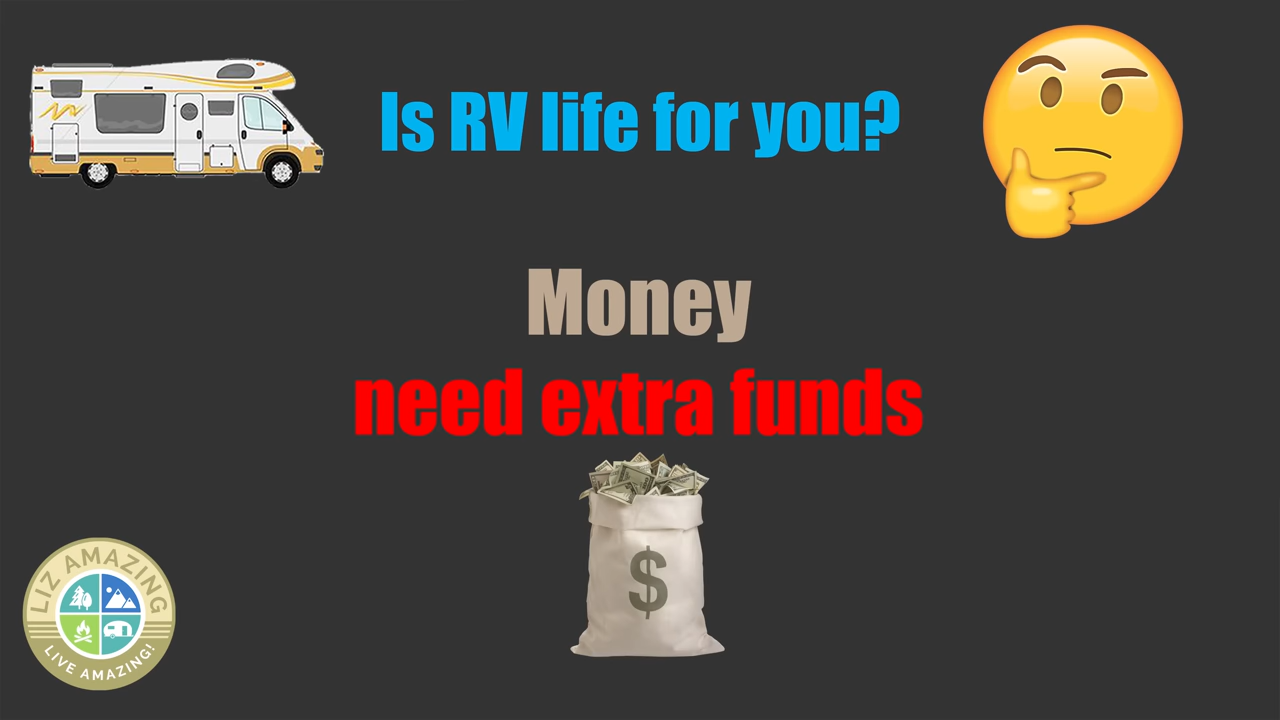 Is RV life for you?
Money
need extra funds
$
LIZ AMAZING
LIVE AMAZING!